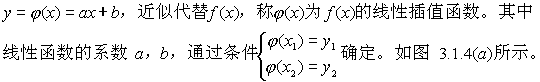 y = φ(x) = ax + b，近似代替f(x)，称φ(x)为 f(x)的线性插值函数。其中
线性函数的系数 a，b，通过条件{φ(x₁) = y₁ φ(x₂) = y₂确定。如图 3.1.4(a)所示。